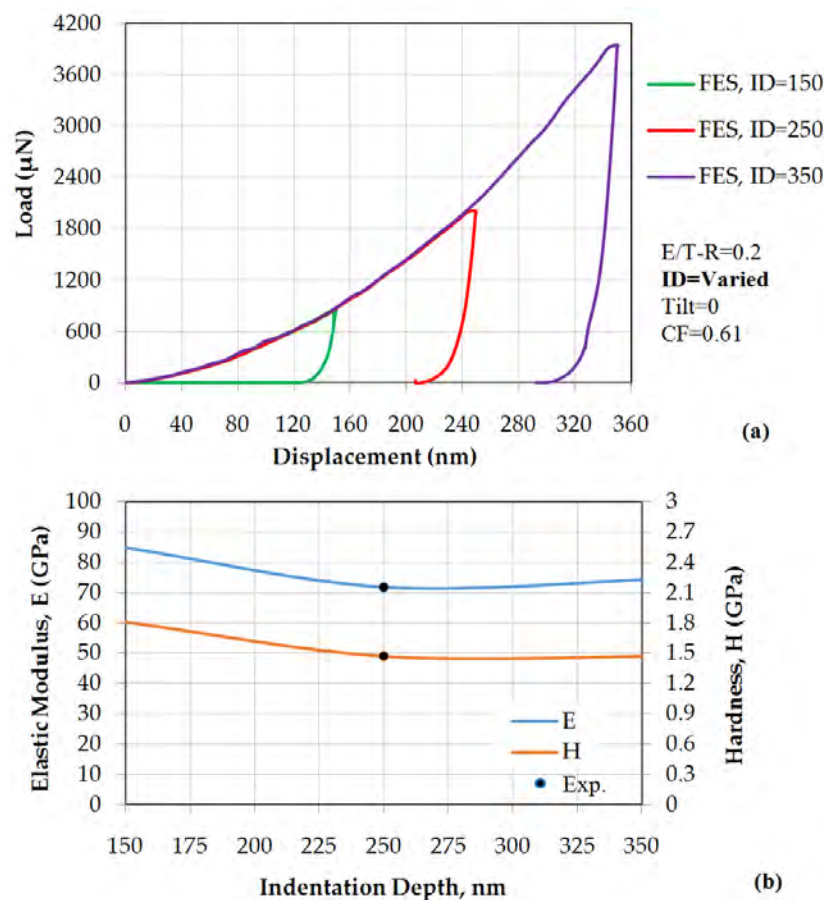 4200
3600
3000
2400
1800
1200
600
0
Load (µN)
0 40 80 120 160 200 240 280 320 360
Displacement (nm)
FES, ID=150
FES, ID=250
FES, ID=350
E/T-R=0.2
ID=Varied
Tilt=0
CF=0.61
(a)
100
90
80
70
60
50
40
30
20
10
0
Elastic Modulus, E (GPa)
3
2.7
2.4
2.1
1.8
1.5
1.2
0.9
0.6
0.3
0
Hardness, H (GPa)
E
H
Exp.
150 175 200 225 250 275 300 325 350
Indentation Depth, nm
(b)